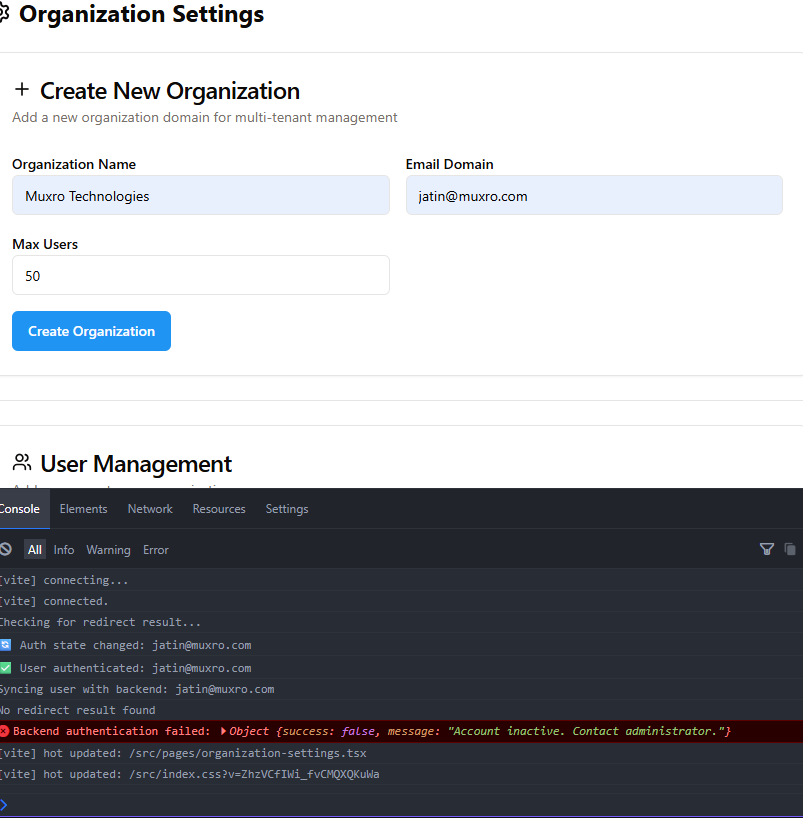 Organization Settings
Create New Organization
Add a new organization domain for multi-tenant management
Organization Name
Email Domain
Muxro Technologies
jatin@muxro.com
Max Users
50
Create Organization
User Management
Console Elements Network Resources Settings
All Info Warning Error
[vite] connecting...
[vite] connected.
Checking for redirect result...
Auth state changed: jatin@muxro.com
User authenticated: jatin@muxro.com
Syncing user with backend: jatin@muxro.com
No redirect result found
Backend authentication failed: Object {success: false, message: "Account inactive. Contact administrator."}
[vite] hot updated: /src/pages/organization-settings.tsx
[vite] hot updated: /src/index.css?v=ZhzVCfIWi_fvCMQXQKuWa